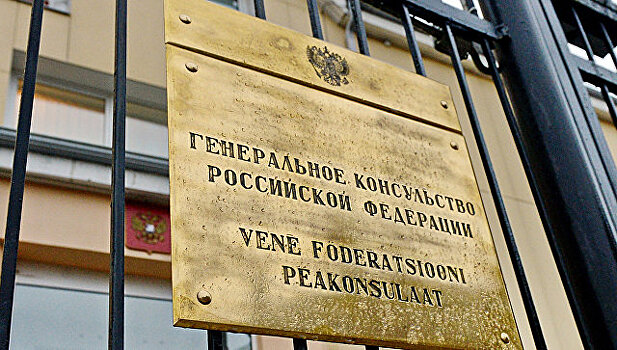 ГЕНЕРАЛЬНОЕ КОНСУЛЬСТВО
РОССИЙСКОЙ ФЕДЕРАЦИИ
VENE FÖDERATSIOONI
PEAKONSULAAT